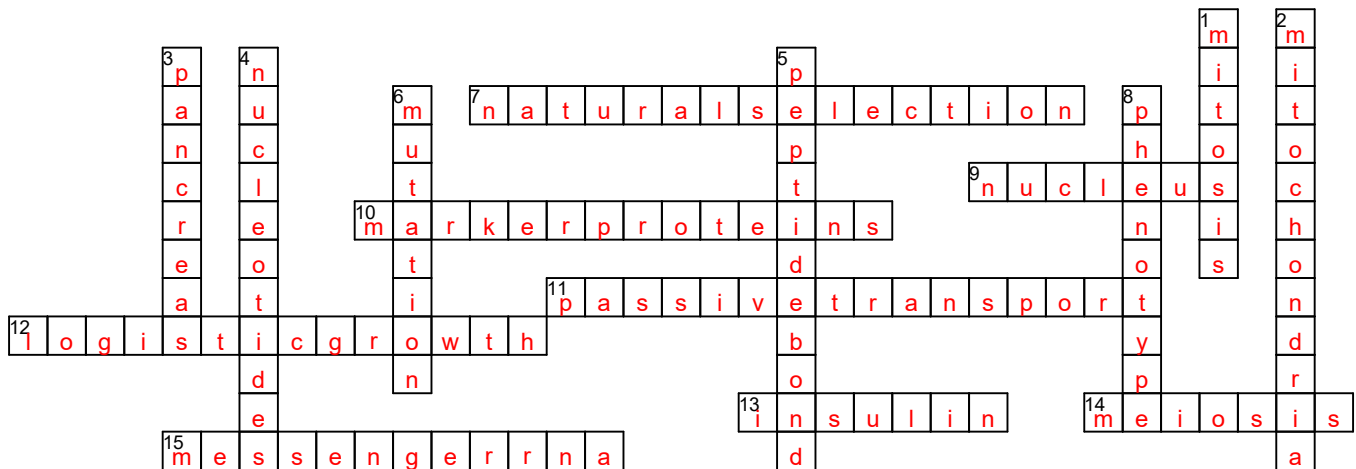 1 mitosis
2 mitochondria
3 pancreas
4 nucleotides
5 peptidebond
6 mutation
7 naturalselection
8 phenotype
9 nucleus
10 markerproteins
11 passivetransport
12 logisticgrowth
13 insulin
14 meiosis
15 messengerrna